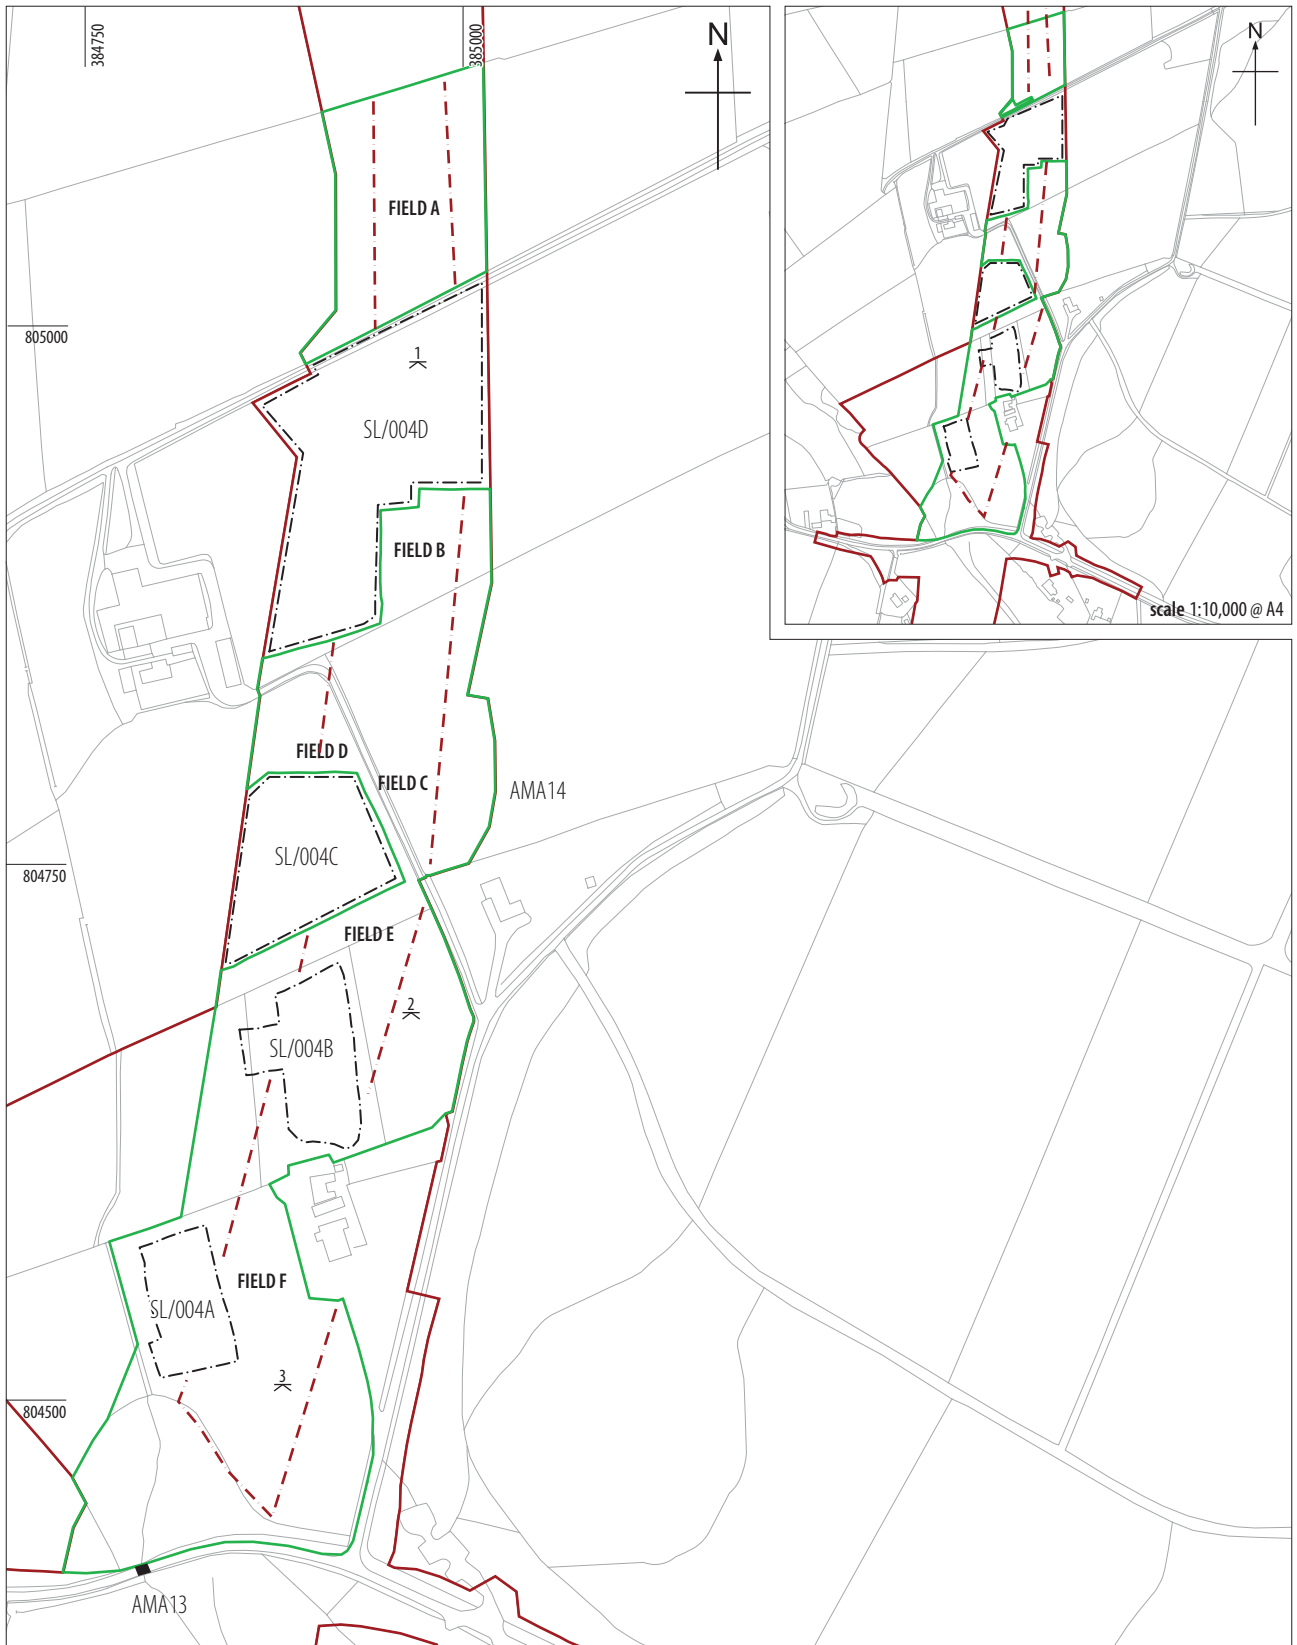 384750
385000
N
N
FIELD A
805000
1
SL/004D
FIELD B
scale 1:10,000 @ A4
FIELD D
FIELD C
AMA14
SL/004C
804750
FIELD E
2
SL/004B
FIELD F
SL/004A
3
804500
AMA13